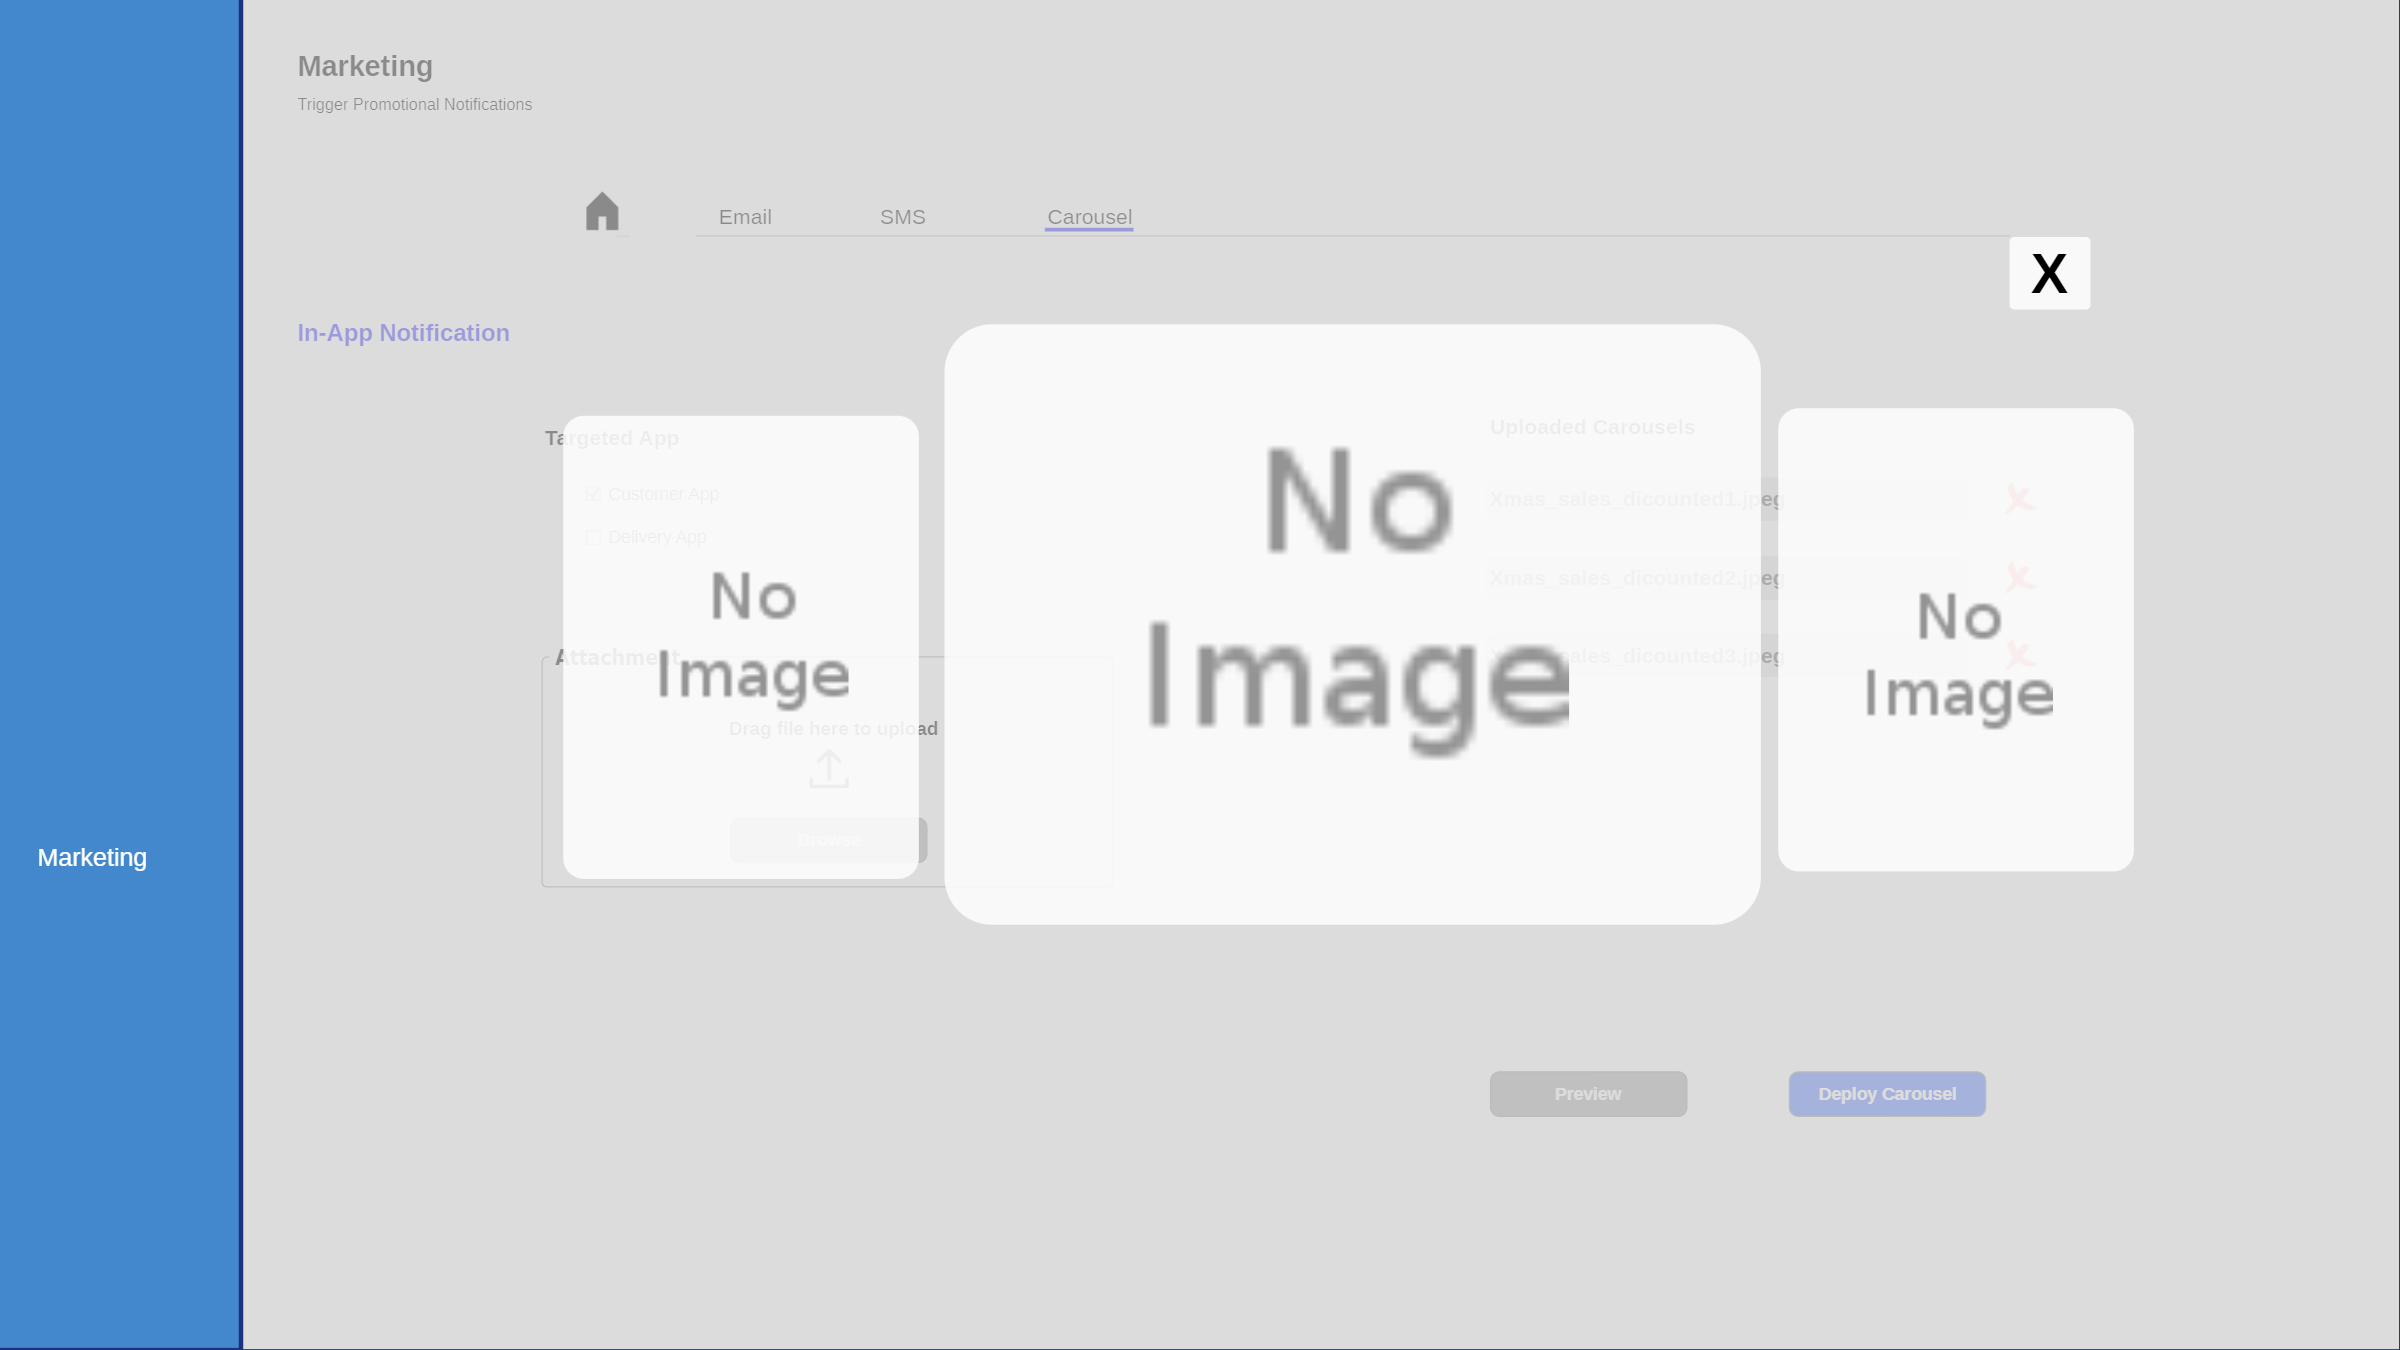 Marketing
Trigger Promotional Notifications
Email SMS Carousel
X
In-App Notification
Targeted App
Uploaded Carousels
Customer App
Xmas_sales_dicounted1.jpeg
Delivery App
Xmas_sales_dicounted2.jpeg
No
Image
No
Image
No
Image
Attachment
sales_dicounted3.jpeg
Drag file here to upload
Browse
Marketing
Preview
Deploy Carousel